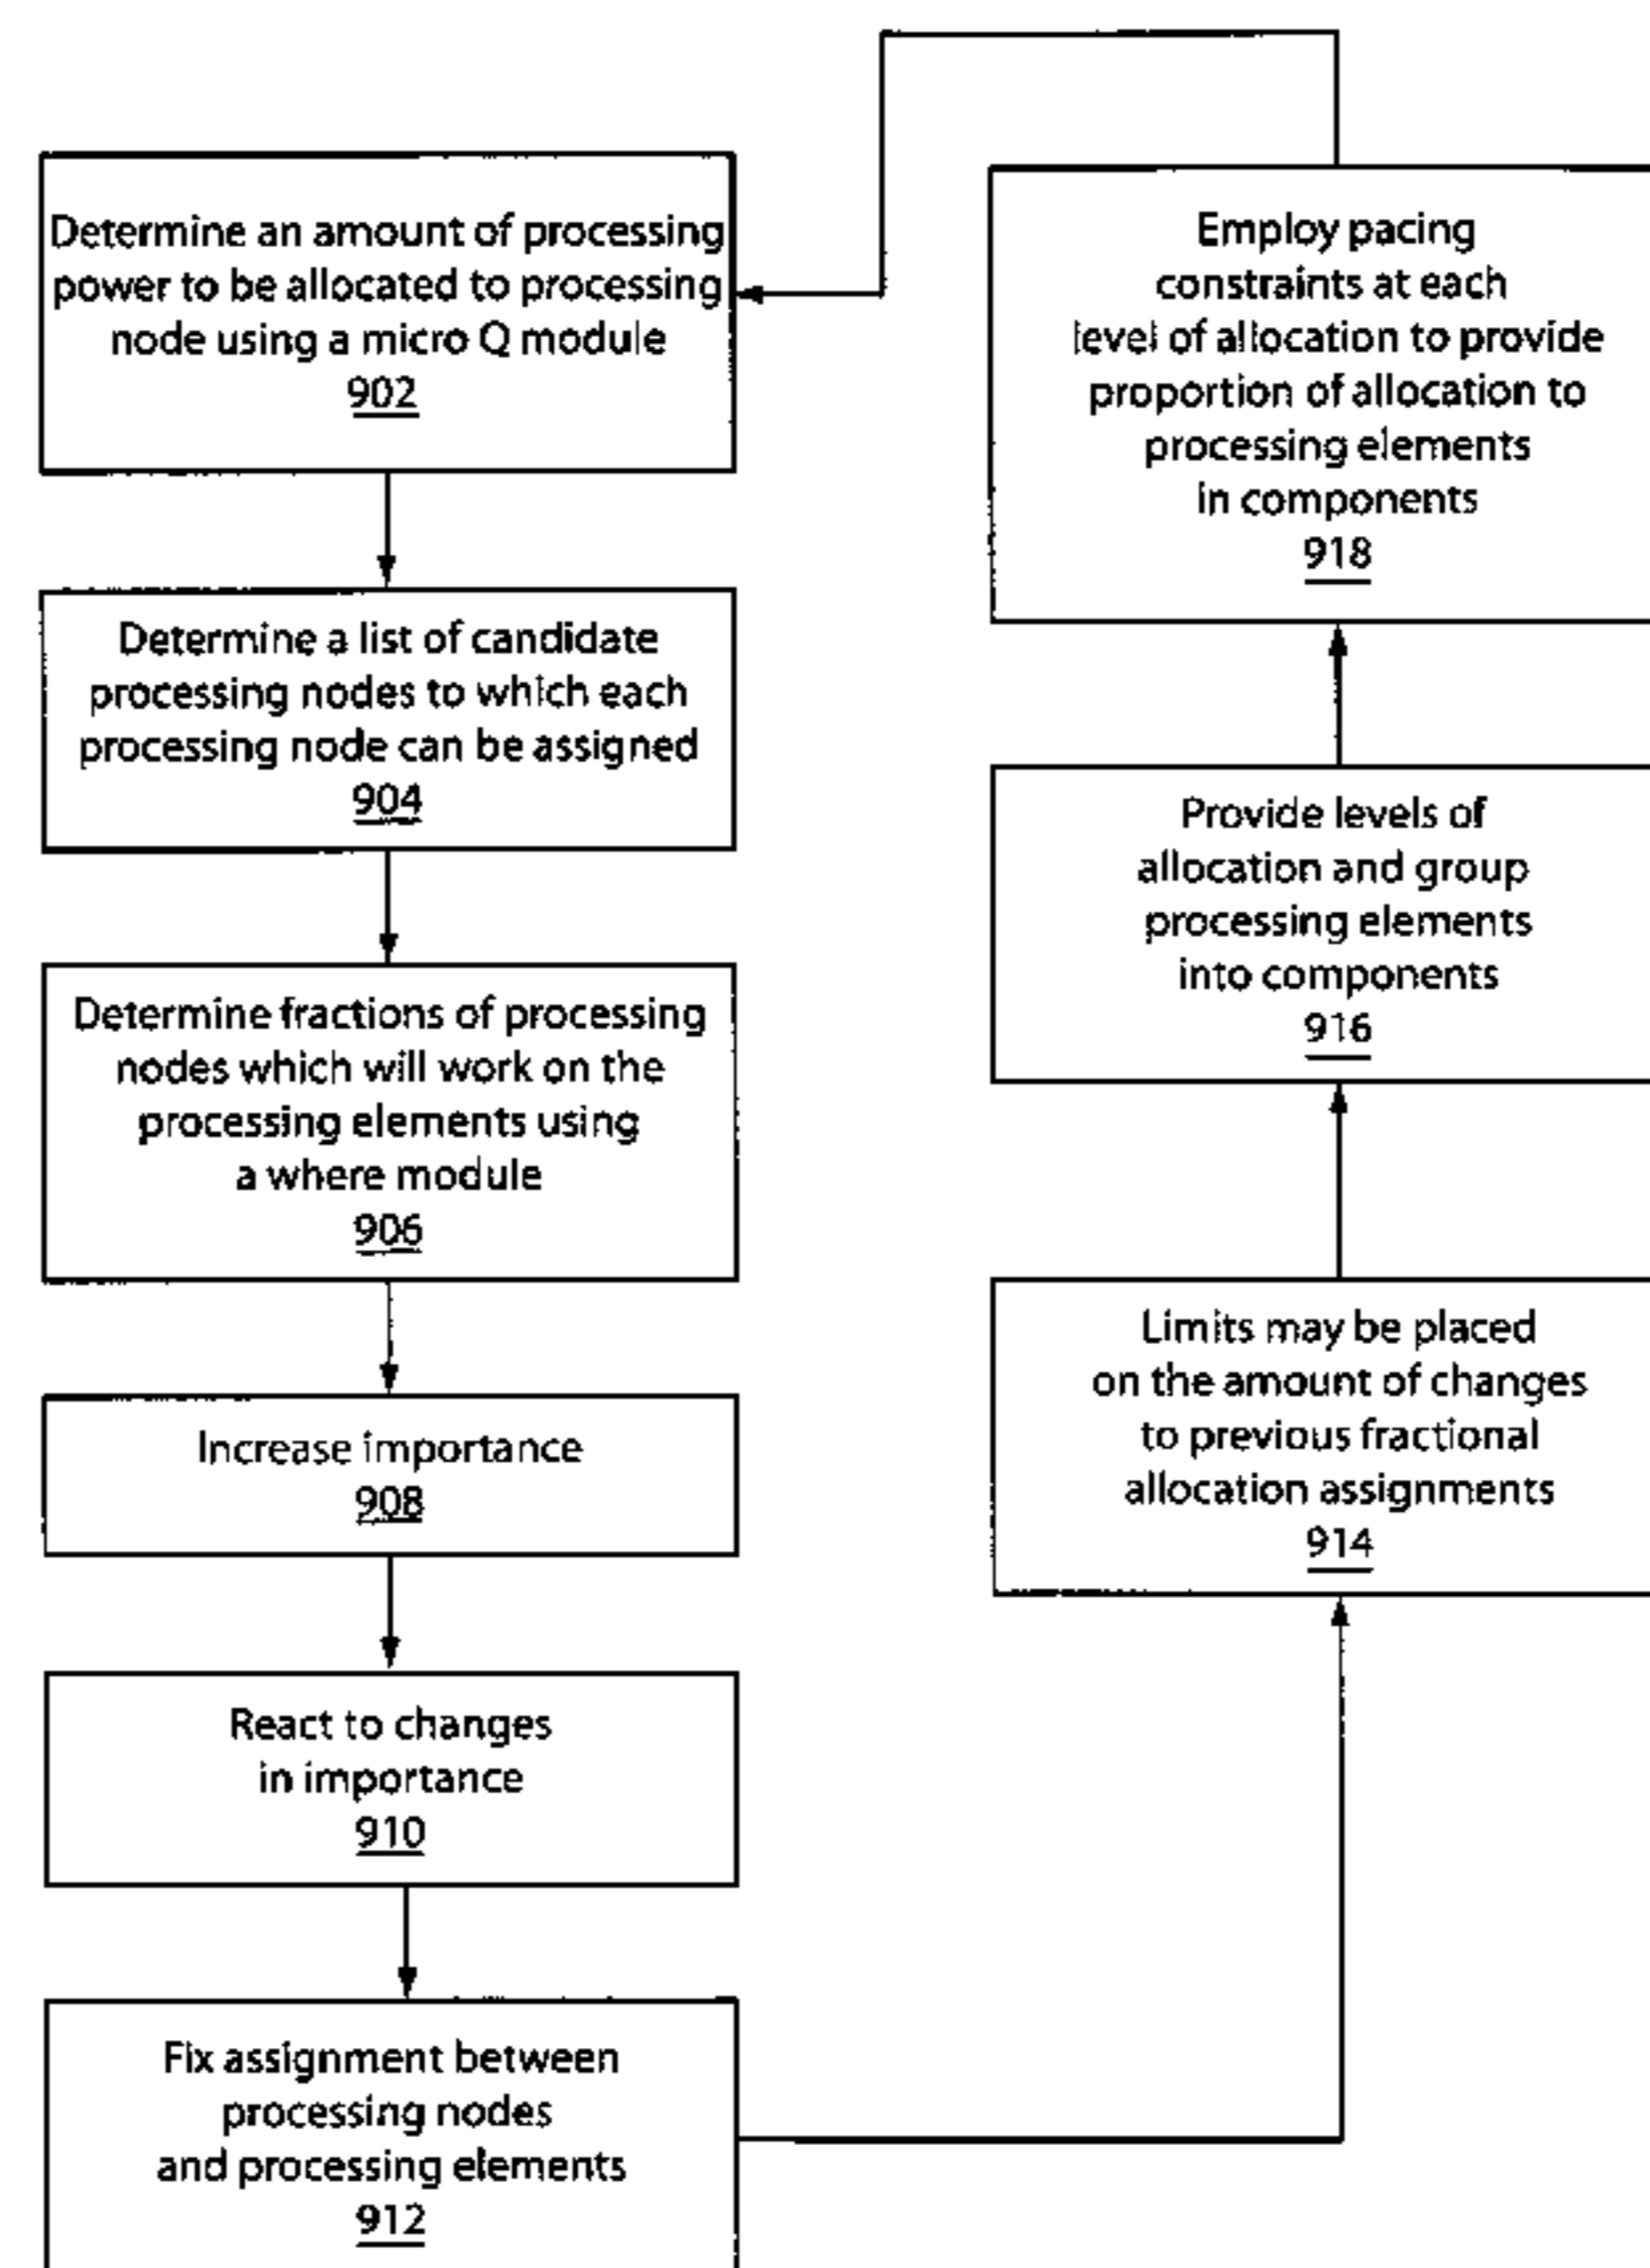 Determine an amount of processing
power to be allocated to processing
node using a micro Q module
902
Determine a list of candidate
processing nodes to which each
processing node can be assigned
904
Determine fractions of processing
nodes which will work on the
processing elements using
a where module
906
Increase importance
908
React to changes
in importance
910
Fix assignment between
processing nodes
and processing elements
912
Limits may be placed
on the amount of changes
to previous fractional
allocation assignments
914
Provide levels of
allocation and group
processing elements
into components
916
Employ pacing
constraints at each
level of allocation to provide
proportion of allocation to
processing elements
in components
918